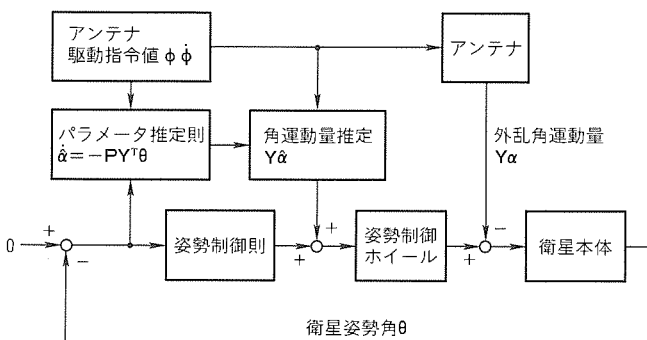 アンテナ
駆動指令値 φ φ̇
アンテナ
パラメータ推定則
α̂̇=−PYᵀθ
角運動量推定
Yα̂
外乱角運動量
Yα
0
+
−
姿勢制御則
+
+
姿勢制御
ホイール
+
−
衛星本体
衛星姿勢角θ